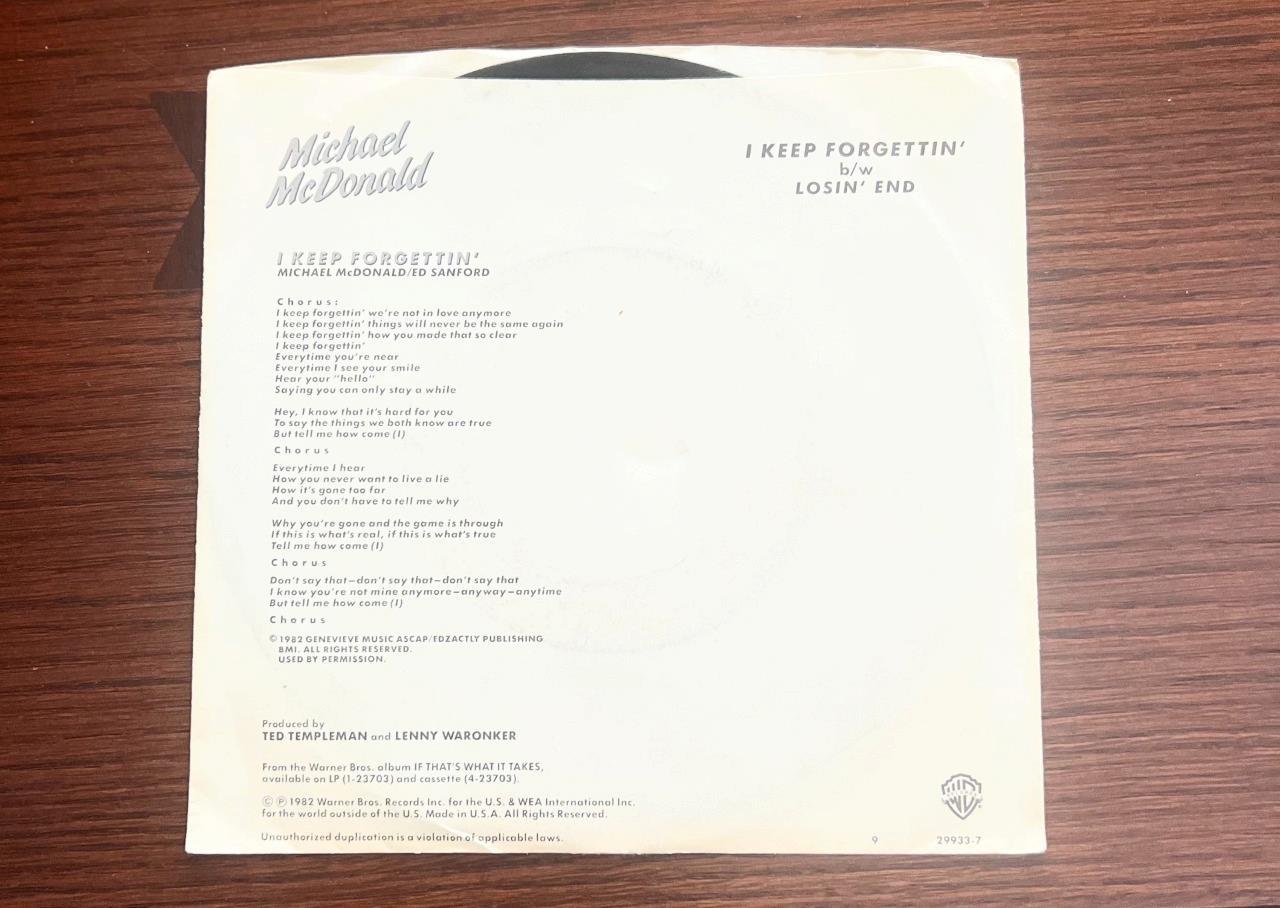 Michael
McDonald
I KEEP FORGETTIN'
b/w
LOSIN' END
I KEEP FORGETTIN'
MICHAEL McDONALD/ED SANFORD
Chorus:
I keep forgettin' we're not in love anymore
I keep forgettin' things will never be the same again
I keep forgettin' how you made that so clear
I keep forgettin'
Everytime you're near
Everytime I see your smile
Hear your "hello"
Saying you can only stay a while
Hey, I know that it's hard for you
To say the things we both know are true
But tell me how come (I)
Chorus
Everytime I hear
How you never want to live a lie
How it's gone too far
And you don't have to tell me why
Why you're gone and the game is through
If this is what's real, if this is what's true
Tell me how come (I)
Chorus
Don't say that—don't say that—don't say that
I know you're not mine anymore—anyway—anytime
But tell me how come (I)
Chorus
© 1982 GENEVIEVE MUSIC ASCAP/EDZACTLY PUBLISHING
BMI. ALL RIGHTS RESERVED.
USED BY PERMISSION.
Produced by
TED TEMPLEMAN and LENNY WARONKER
From the Warner Bros. album IF THAT'S WHAT IT TAKES,
available on LP (1-23703) and cassette (4-23703).
© ℗ 1982 Warner Bros. Records Inc. for the U.S. & WEA International Inc.
for the world outside of the U.S. Made in U.S.A. All Rights Reserved.
Unauthorized duplication is a violation of applicable laws.
9 29933-7